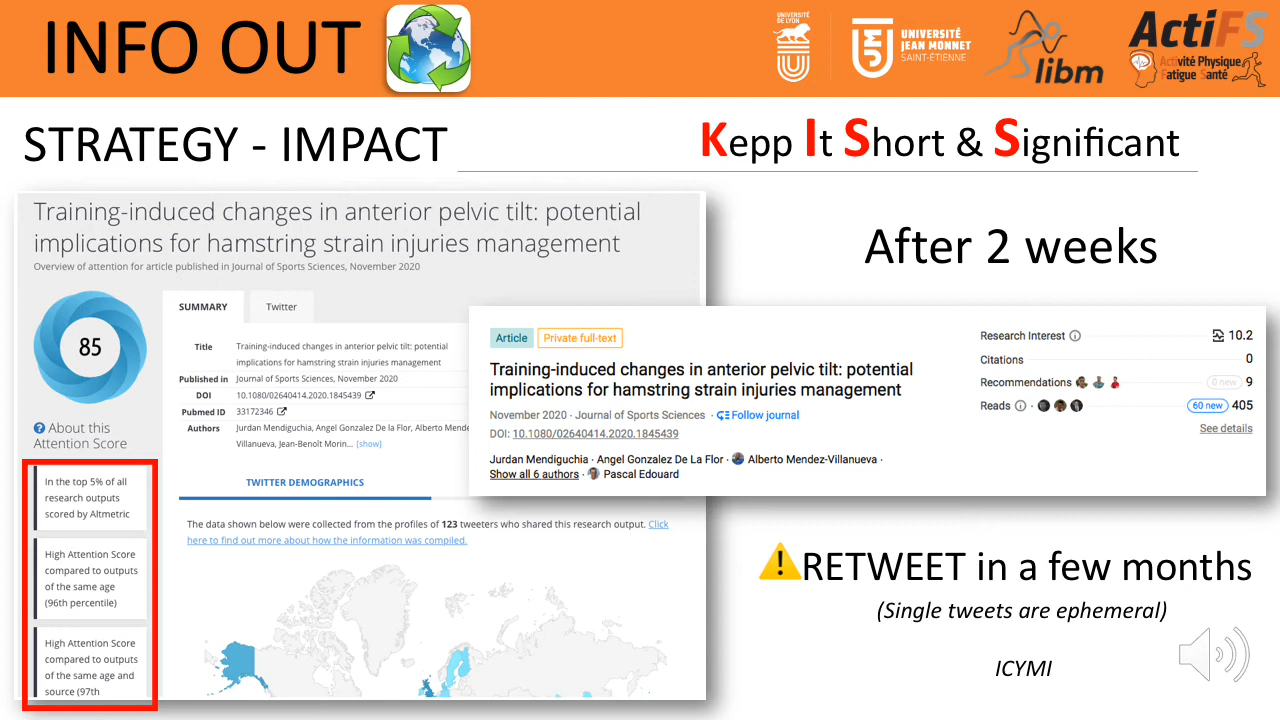 INFO OUT
UNIVERSITÉ
DE LYON
UNIVERSITÉ
JEAN MONNET
SAINT-ÉTIENNE
libm
ActiFS
Activité Physique
Fatigue Santé
STRATEGY - IMPACT
Kepp It Short & Significant
Training-induced changes in anterior pelvic tilt: potential
implications for hamstring strain injuries management
Overview of attention for article published in Journal of Sports Sciences, November 2020
85
About this
Attention Score
In the top 5% of all
research outputs
scored by Altmetric
High Attention Score
compared to outputs
of the same age
(96th percentile)
High Attention Score
compared to outputs
of the same age and
source (97th
SUMMARY
Twitter
Title
Training-induced changes in anterior pelvic tilt: potential
implications for hamstring strain injuries management
Published in
Journal of Sports Sciences, November 2020
DOI
10.1080/02640414.2020.1845439
Pubmed ID
33172346
Authors
Jurdan Mendiguchia, Angel Gonzalez De la Flor, Alberto Mende
Villanueva, Jean-Benoît Morin... [show]
TWITTER DEMOGRAPHICS
The data shown below were collected from the profiles of 123 tweeters who shared this research output. Click
here to find out more about how the information was compiled.
After 2 weeks
Article
Private full-text
Training-induced changes in anterior pelvic tilt: potential
implications for hamstring strain injuries management
November 2020 · Journal of Sports Sciences · Follow journal
DOI: 10.1080/02640414.2020.1845439
Jurdan Mendiguchia · Angel Gonzalez De La Flor · Alberto Mendez-Villanueva ·
Show all 6 authors · Pascal Edouard
Research Interest 10.2
Citations 0
Recommendations 0 new 9
Reads · 60 new 405
See details
RETWEET in a few months
(Single tweets are ephemeral)
ICYMI